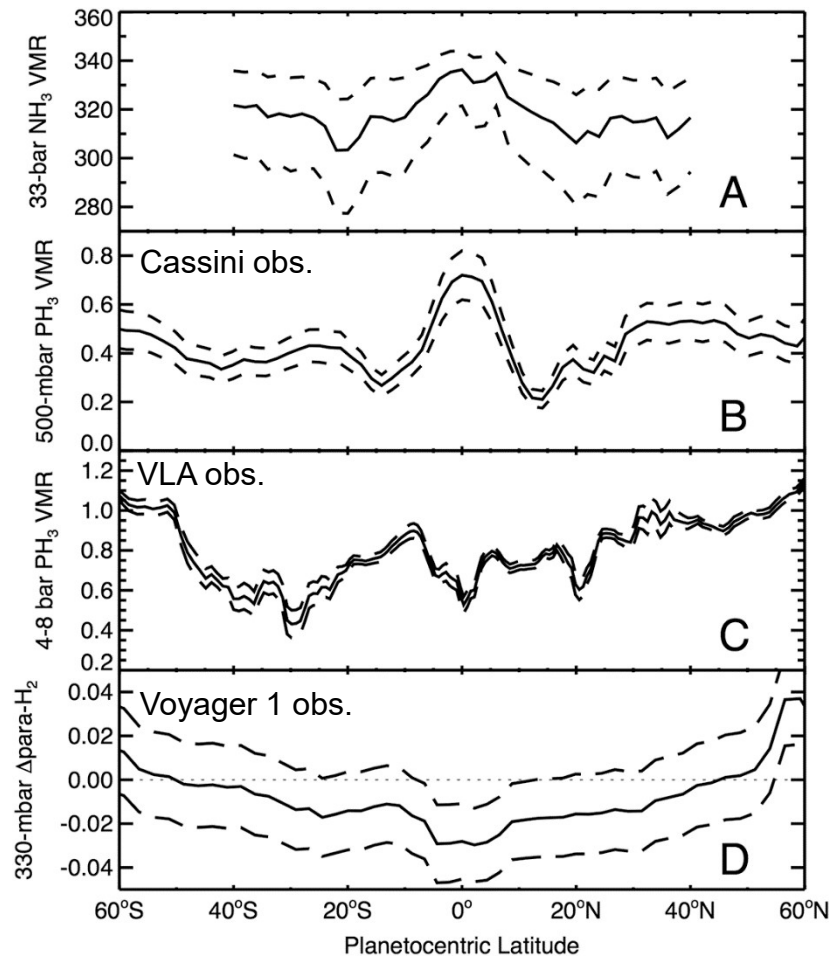 360
340
320
300
280
33-bar NH₃ VMR
A
Cassini obs.
0.8
0.6
0.4
0.2
0.0
500-mbar PH₃ VMR
B
VLA obs.
1.2
1.0
0.8
0.6
0.4
0.2
4-8 bar PH₃ VMR
C
Voyager 1 obs.
0.04
0.02
0.00
-0.02
-0.04
330-mbar Δpara-H₂
D
60°S 40°S 20°S 0° 20°N 40°N 60°N
Planetocentric Latitude